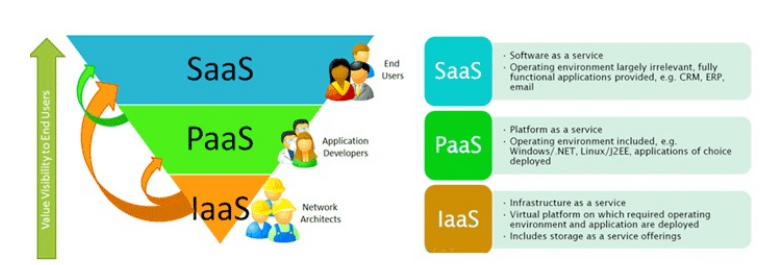 Value Visibility to End Users
SaaS
End
Users
PaaS
Application
Developers
IaaS
Network
Architects
SaaS
· Software as a service
· Operating environment largely irrelevant, fully
functional applications provided, e.g. CRM, ERP,
email
PaaS
· Platform as a service
· Operating environment included, e.g.
Windows/.NET, Linux/J2EE, applications of choice
deployed
IaaS
· Infrastructure as a service
· Virtual platform on which required operating
environment and application are deployed
· Includes storage as a service offerings